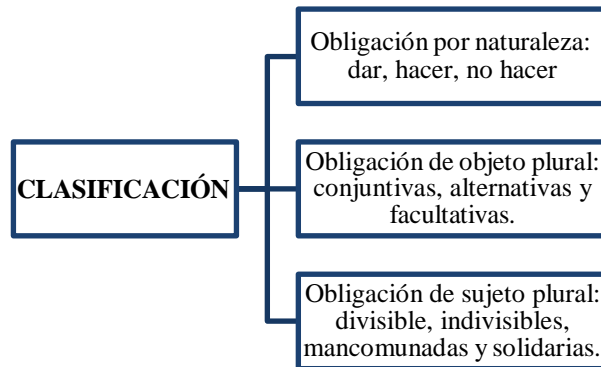 Obligación por naturaleza:
dar, hacer, no hacer
CLASIFICACIÓN
Obligación de objeto plural:
conjuntivas, alternativas y
facultativas.
Obligación de sujeto plural:
divisible, indivisibles,
mancomunadas y solidarias.